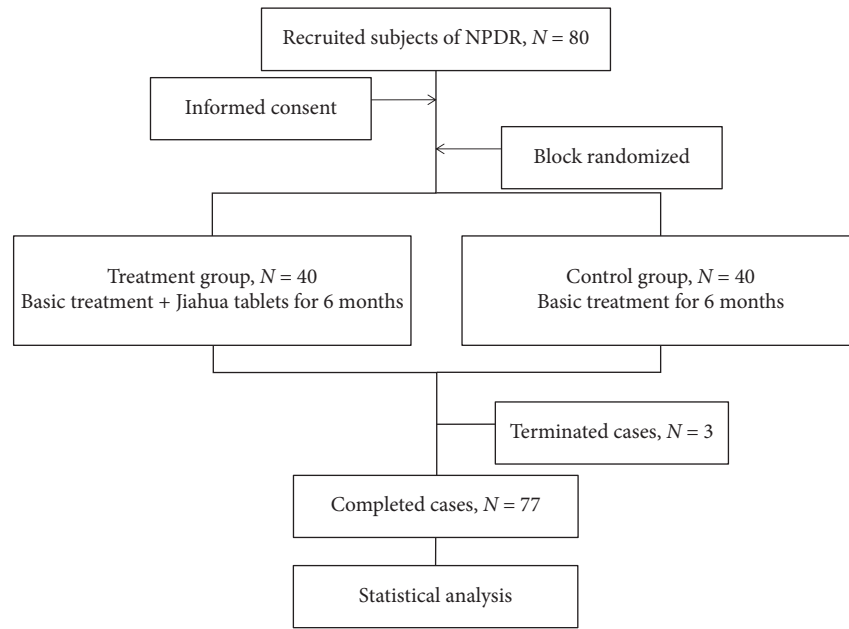 Recruited subjects of NPDR, N = 80
Informed consent
Block randomized
Treatment group, N = 40
Basic treatment + Jiahua tablets for 6 months
Control group, N = 40
Basic treatment for 6 months
Terminated cases, N = 3
Completed cases, N = 77
Statistical analysis